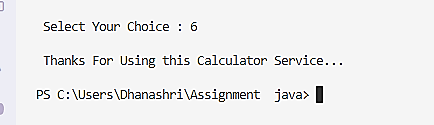 Select Your Choice : 6
Thanks For Using this Calculator Service...
PS C:\Users\Dhanashri\Assignment  java>